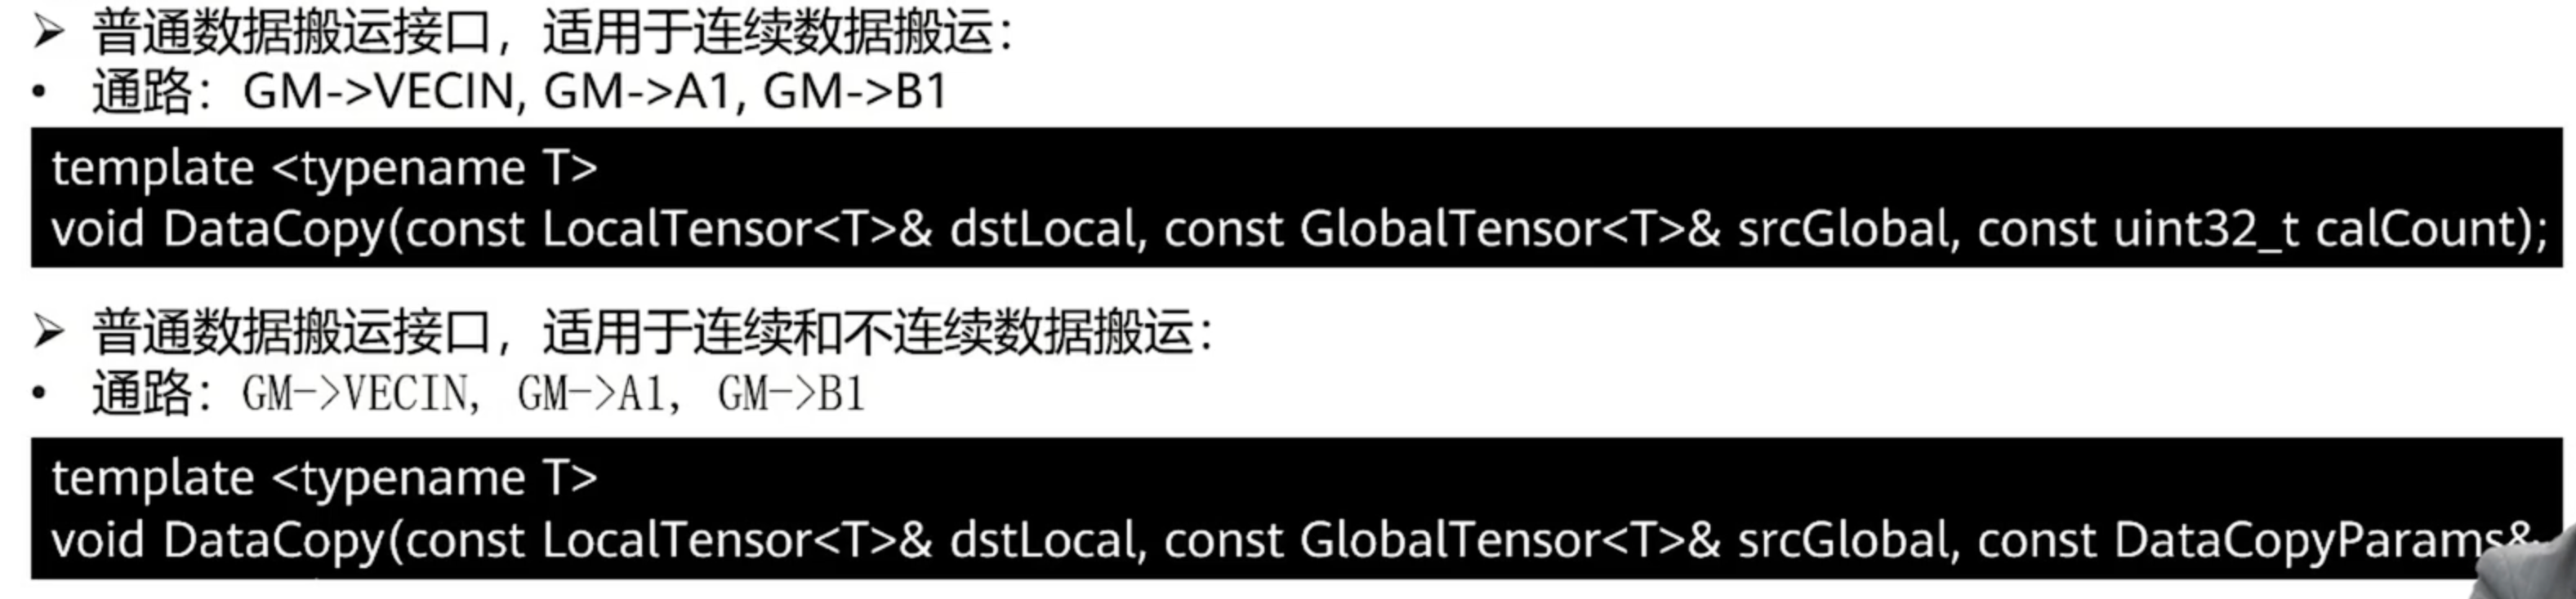 ➢ 普通数据搬运接口，适用于连续数据搬运：
• 通路：GM->VECIN, GM->A1, GM->B1
template <typename T>
void DataCopy(const LocalTensor<T>& dstLocal, const GlobalTensor<T>& srcGlobal, const uint32_t calCount);
➢ 普通数据搬运接口，适用于连续和不连续数据搬运：
• 通路：GM->VECIN, GM->A1, GM->B1
template <typename T>
void DataCopy(const LocalTensor<T>& dstLocal, const GlobalTensor<T>& srcGlobal, const DataCopyParams&